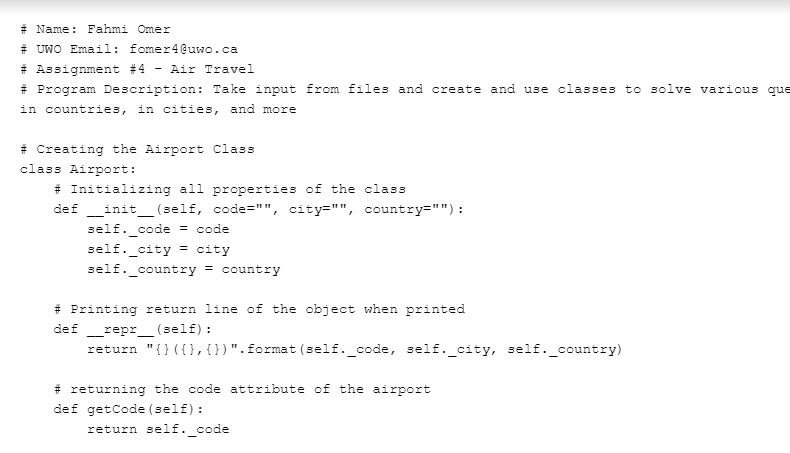 # Name: Fahmi Omer
# UWO Email: fomer4@uwo.ca
# Assignment #4 - Air Travel
# Program Description: Take input from files and create and use classes to solve various que
in countries, in cities, and more
# Creating the Airport Class
class Airport:
    # Initializing all properties of the class
    def __init__(self, code="", city="", country=""):
        self._code = code
        self._city = city
        self._country = country
    # Printing return line of the object when printed
    def __repr__(self):
        return "{}({},{})".format(self._code, self._city, self._country)
    # returning the code attribute of the airport
    def getCode(self):
        return self._code